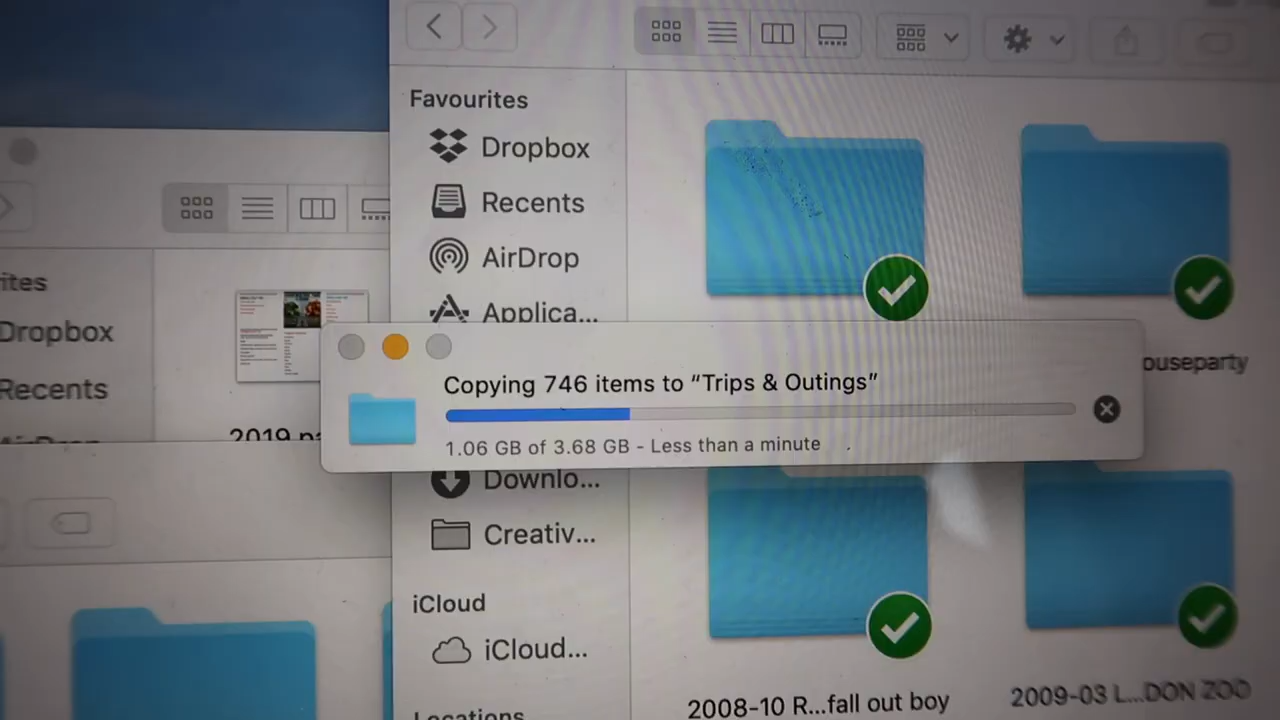 Favourites
Dropbox
Recents
AirDrop
Applica...
ites
Dropbox
Recents
Copying 746 items to “Trips & Outings”
1.06 GB of 3.68 GB - Less than a minute
ouseparty
2019
Downlo...
Creativ...
iCloud
iCloud...
Locations
2008-10 R...fall out boy
2009-03 L...DON ZOO